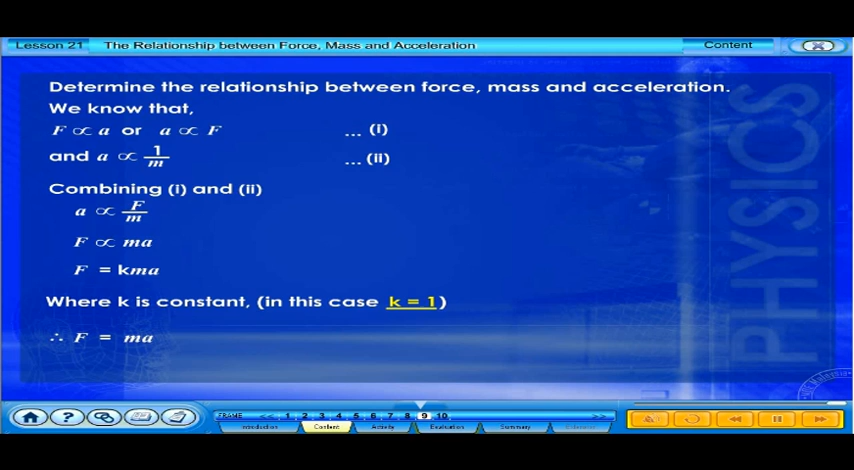 Lesson 21 The Relationship between Force, Mass and Acceleration Content
Determine the relationship between force, mass and acceleration.
We know that,
F ∝ a or a ∝ F ... (i)
and a ∝ 1/m ... (ii)
Combining (i) and (ii)
a ∝ F/m
F ∝ ma
F = kma
Where k is constant, (in this case k = 1)
∴ F = ma
PHYSICS
FRAME << 1 2 3 4 5 6 7 8 9 10 >>
Introduction Content Activity Evaluation Summary Extension